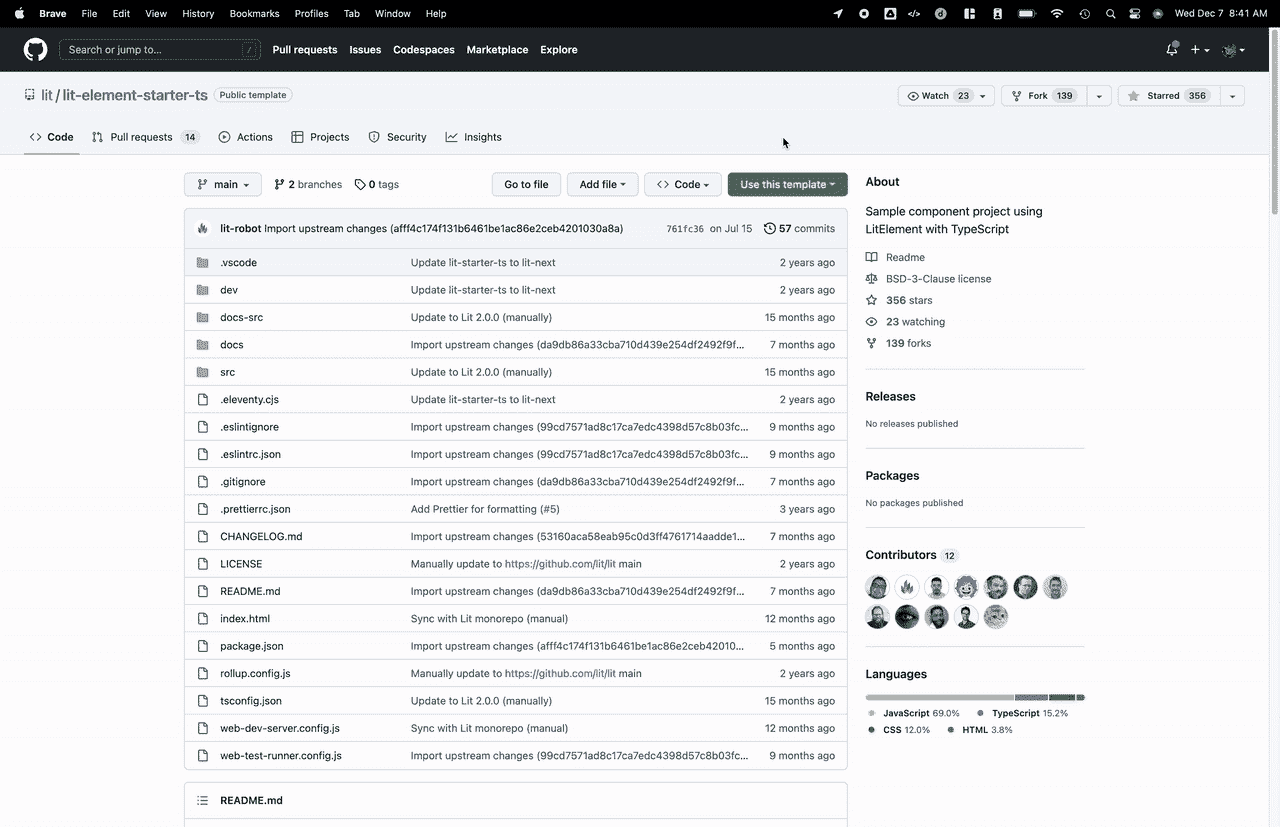 Brave File Edit View History Bookmarks Profiles Tab Window Help Wed Dec 7 8:41 AM
Search or jump to... / Pull requests Issues Codespaces Marketplace Explore
lit / lit-element-starter-ts Public template Watch 23 Fork 139 Starred 356
Code Pull requests 14 Actions Projects Security Insights
main 2 branches 0 tags Go to file Add file Code Use this template
lit-robot Import upstream changes (afff4c174f131b6461be1ac86e2ceb4201030a8a) 761fc36 on Jul 15 57 commits
.vscode Update lit-starter-ts to lit-next 2 years ago
dev Update lit-starter-ts to lit-next 2 years ago
docs-src Update to Lit 2.0.0 (manually) 15 months ago
docs Import upstream changes (da9db86a33cba710d439e254df2492f9f... 7 months ago
src Update to Lit 2.0.0 (manually) 15 months ago
.eleventy.cjs Update lit-starter-ts to lit-next 2 years ago
.eslintignore Import upstream changes (99cd7571ad8c17ca7edc4398d57c8b03fc... 9 months ago
.eslintrc.json Import upstream changes (99cd7571ad8c17ca7edc4398d57c8b03fc... 9 months ago
.gitignore Import upstream changes (da9db86a33cba710d439e254df2492f9f... 7 months ago
.prettierrc.json Add Prettier for formatting (#5) 3 years ago
CHANGELOG.md Import upstream changes (53160aca58eab95c0d3ff4761714aadde1... 7 months ago
LICENSE Manually update to https://github.com/lit/lit main 2 years ago
README.md Import upstream changes (da9db86a33cba710d439e254df2492f9f... 7 months ago
index.html Sync with Lit monorepo (manual) 12 months ago
package.json Import upstream changes (afff4c174f131b6461be1ac86e2ceb42010... 5 months ago
rollup.config.js Manually update to https://github.com/lit/lit main 2 years ago
tsconfig.json Update to Lit 2.0.0 (manually) 15 months ago
web-dev-server.config.js Sync with Lit monorepo (manual) 12 months ago
web-test-runner.config.js Import upstream changes (99cd7571ad8c17ca7edc4398d57c8b03fc... 9 months ago
README.md
About
Sample component project using
LitElement with TypeScript
Readme
BSD-3-Clause license
356 stars
23 watching
139 forks
Releases
No releases published
Packages
No packages published
Contributors 12
Languages
JavaScript 69.0% TypeScript 15.2%
CSS 12.0% HTML 3.8%